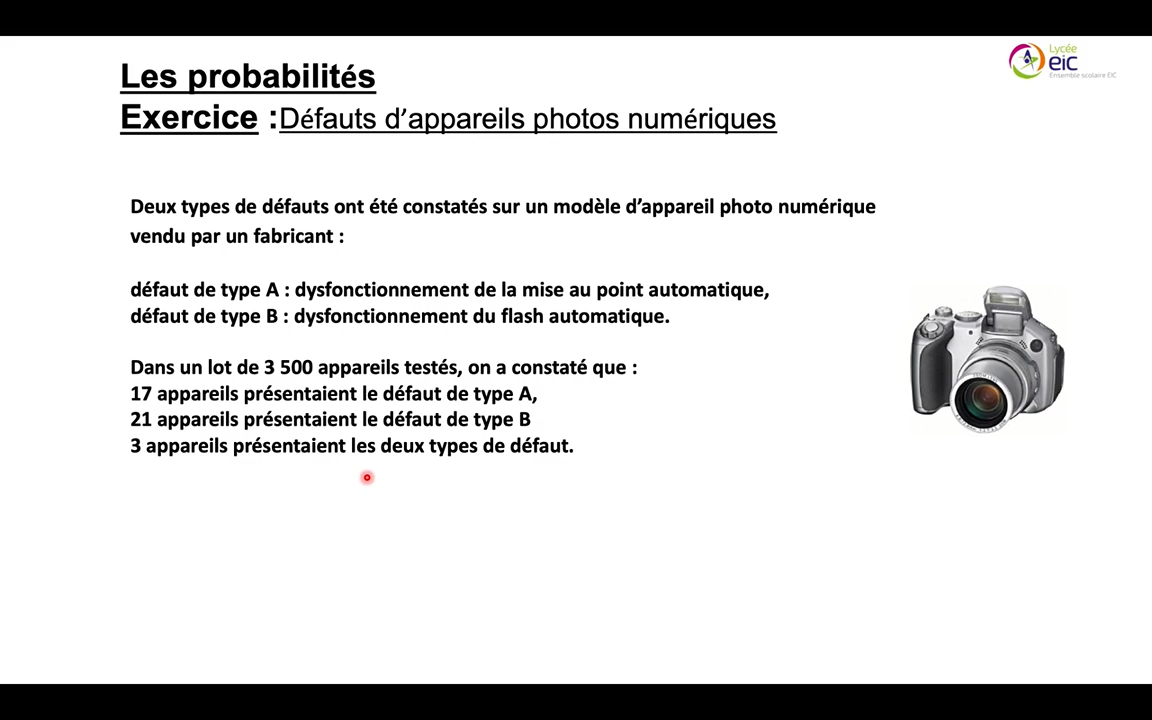 Lycée
eic
Ensemble scolaire EIC
Les probabilités
Exercice :Défauts d’appareils photos numériques
Deux types de défauts ont été constatés sur un modèle d’appareil photo numérique
vendu par un fabricant :
défaut de type A : dysfonctionnement de la mise au point automatique,
défaut de type B : dysfonctionnement du flash automatique.
Dans un lot de 3 500 appareils testés, on a constaté que :
17 appareils présentaient le défaut de type A,
21 appareils présentaient le défaut de type B
3 appareils présentaient les deux types de défaut.